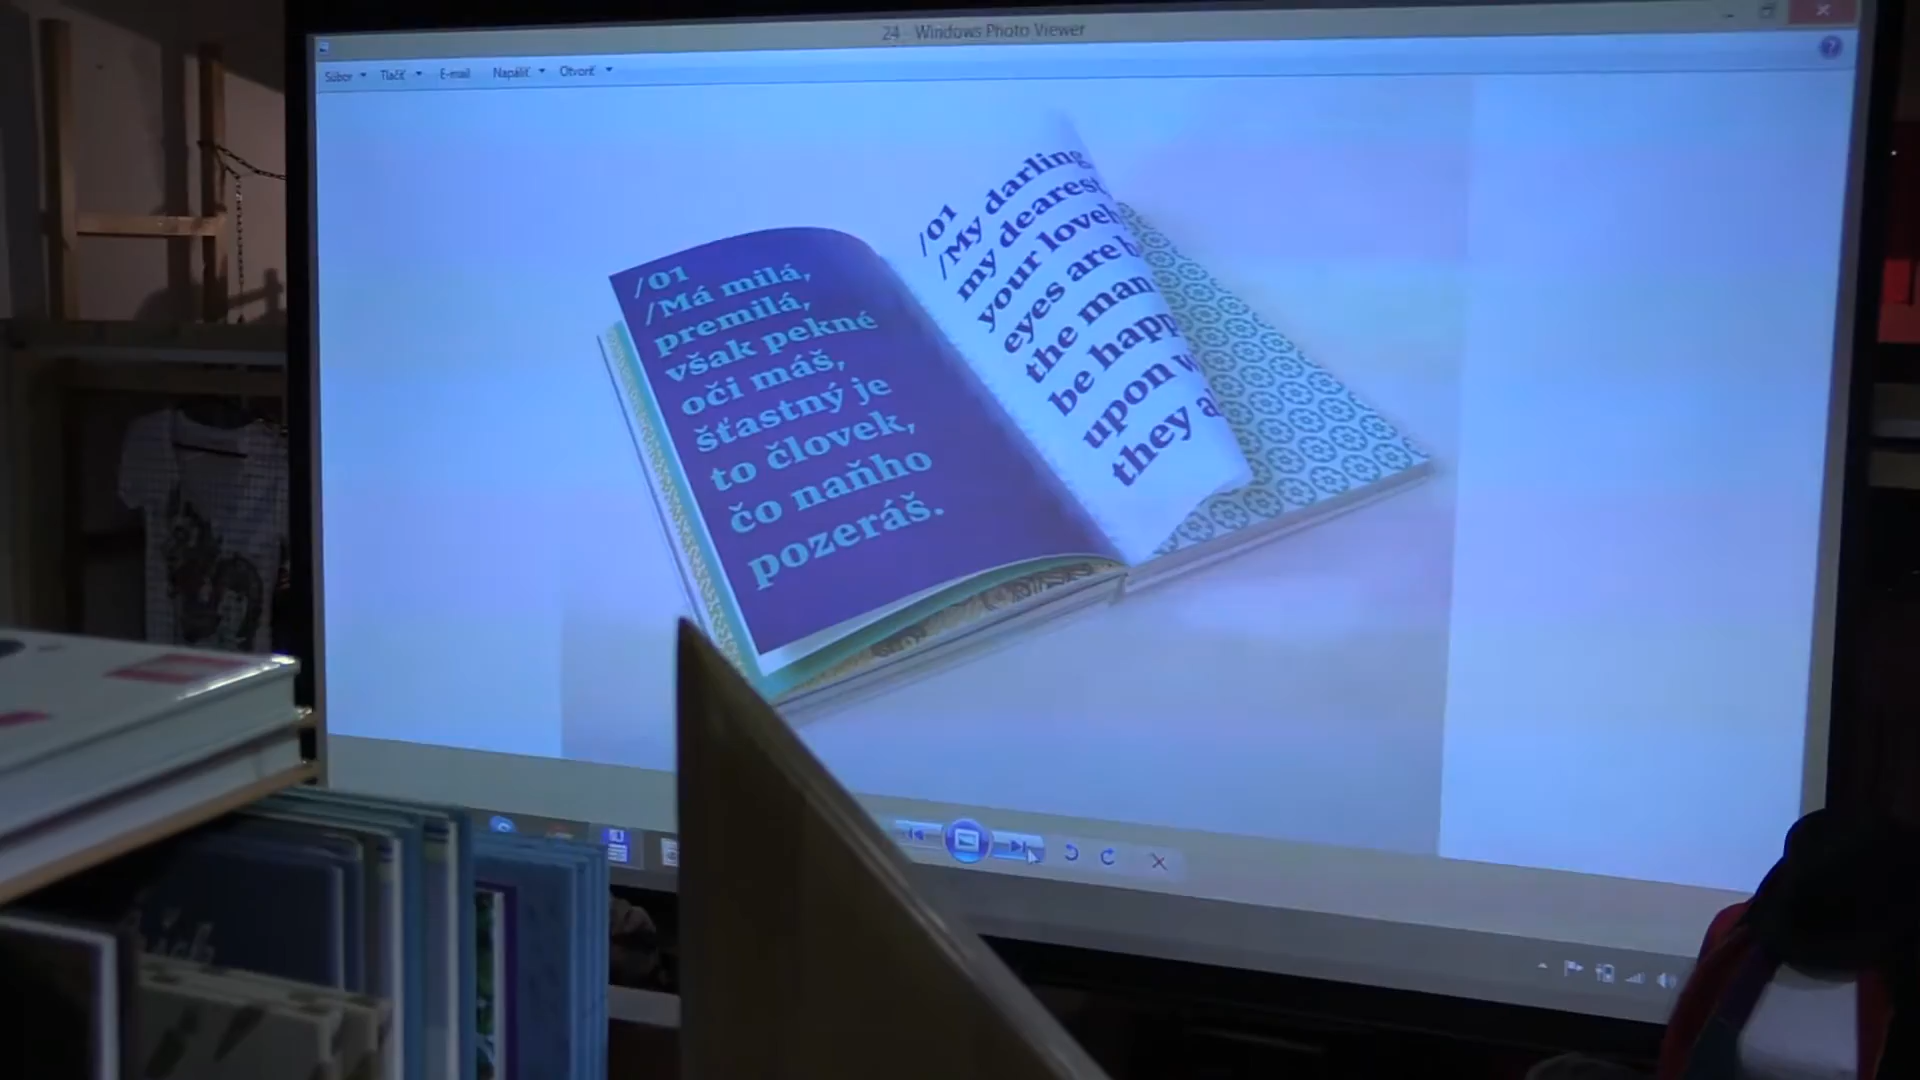 24 - Windows Photo Viewer
Súbor Tlačiť E-mail Napáliť Otvoriť
/01
/Má milá,
premilá,
však pekné
oči máš,
šťastný je
to človek,
čo naňho
pozeráš.
/01
/My darling,
my dearest,
your lovely
eyes are
the man
be happ
upon
they a